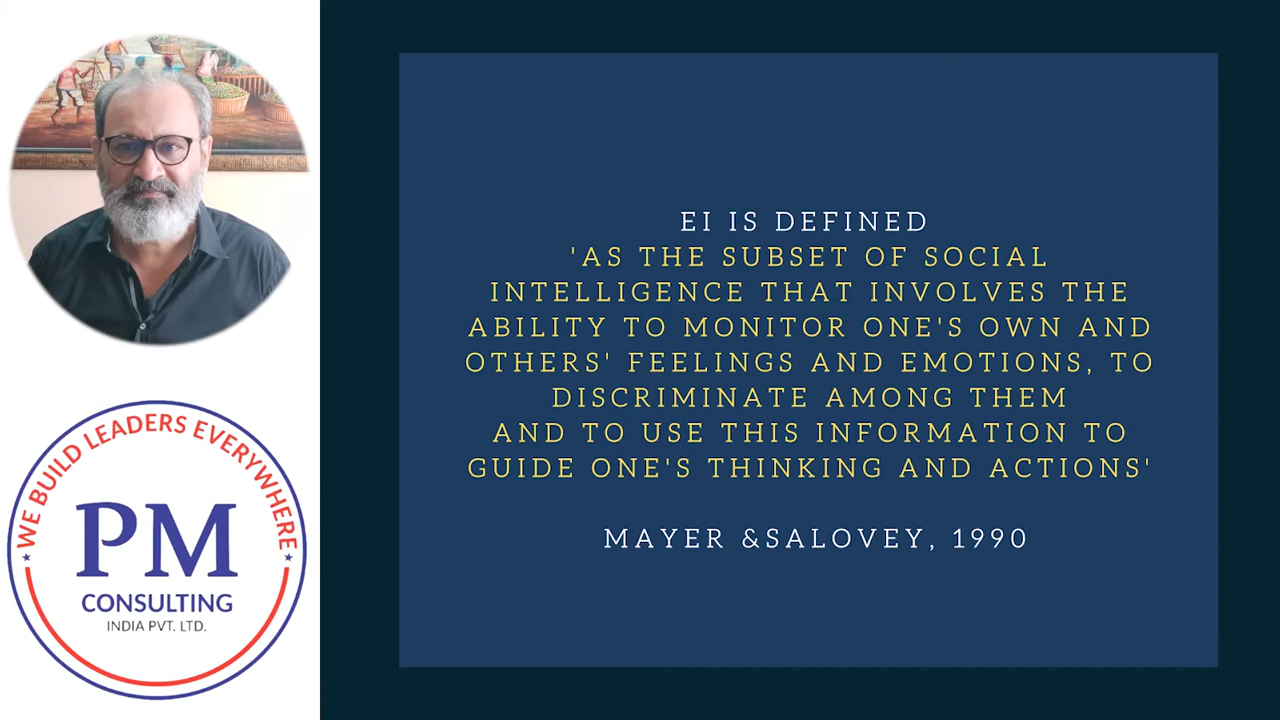 WE BUILD LEADERS EVERYWHERE
PM
CONSULTING
INDIA PVT. LTD.
EI IS DEFINED
'AS THE SUBSET OF SOCIAL
INTELLIGENCE THAT INVOLVES THE
ABILITY TO MONITOR ONE'S OWN AND
OTHERS' FEELINGS AND EMOTIONS, TO
DISCRIMINATE AMONG THEM
AND TO USE THIS INFORMATION TO
GUIDE ONE'S THINKING AND ACTIONS'
MAYER &SALOVEY, 1990